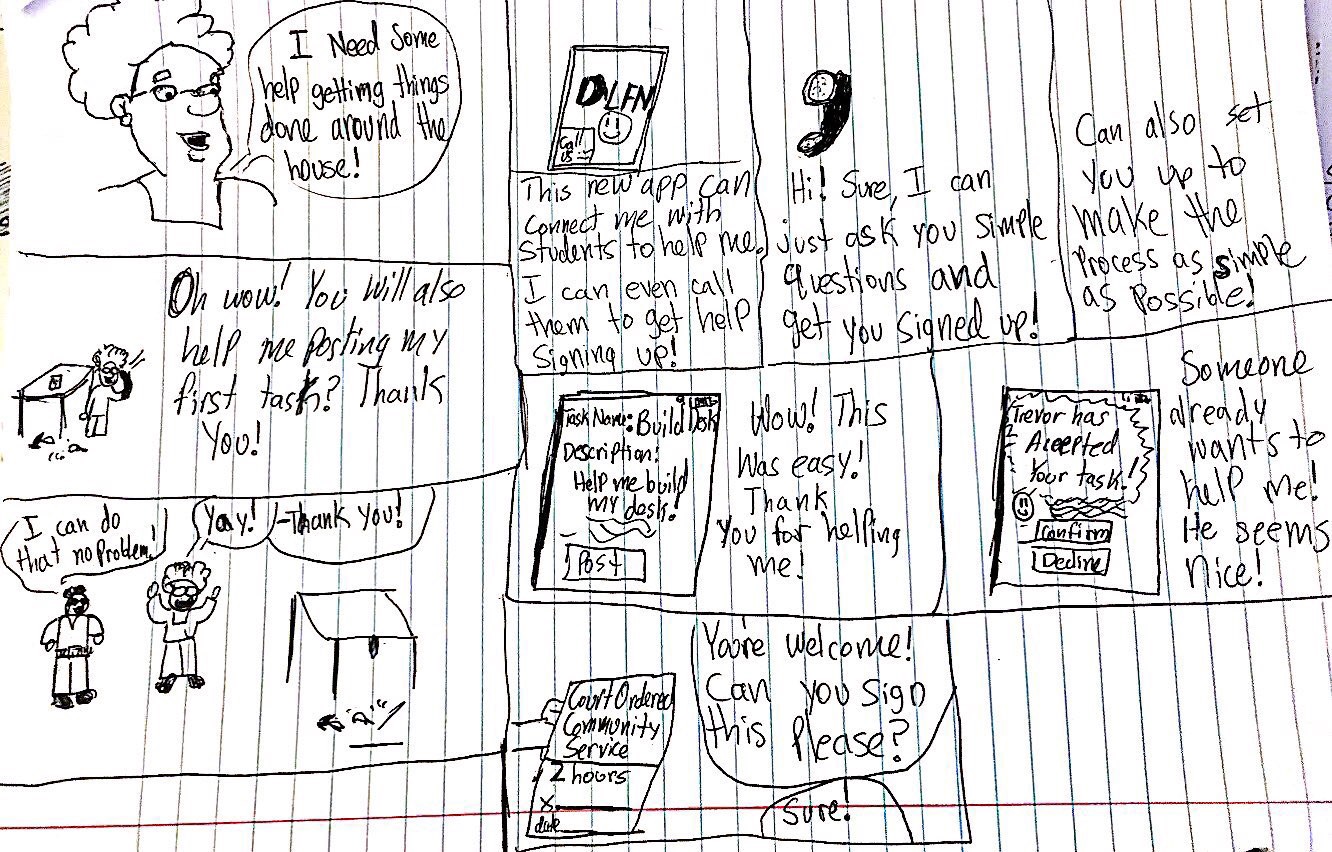 I Need Some
help getting things
done around the
house!
DLFN
Call
us
This new app can
Connect me with
Students to help me.
I can even call
them to get help
Signing up!
Hi! Sure, I can
just ask you simple
questions and
get you signed up!
Can also set
you up to
make the
Process as simple
as Possible!
Oh wow! You will also
help me posting my
first task? Thank
You!
Task Name: Build Desk
Description:
Help me build
my desk!
Post
Wow! This
Was easy!
Thank
You for helping
me!
Trevor has
Accepted
Your task!
Confirm
Decline
Someone
already
wants to
help me!
He seems
nice!
I can do
that no problem!
Yay!
-Thank you!
Court Ordered
Community
Service
2 hours
x
date
You're welcome!
Can you sign
this Please?
Sure!